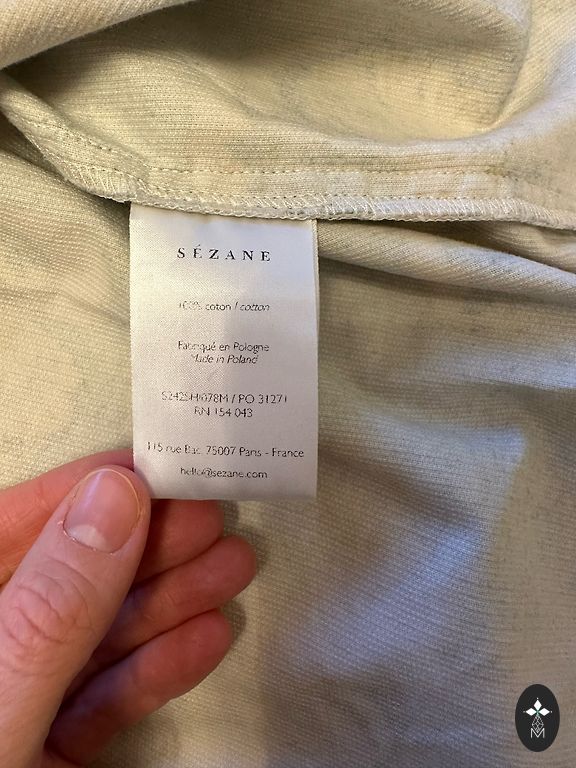 SÉZANE
100% coton / cotton
Fabriqué en Pologne
Made in Poland
PO 31271
RN 154 043
115 rue Bac 75007 Paris - France
hello@sezane.com
M